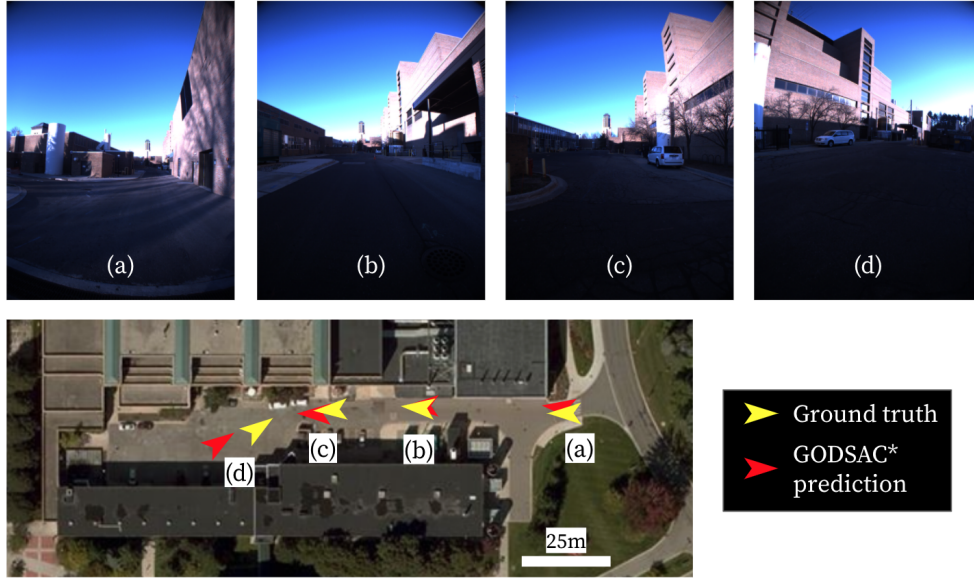 (a)
(b)
(c)
(d)
(a)
(b)
(c)
(d)
25m
Ground truth
GODSAC*
prediction